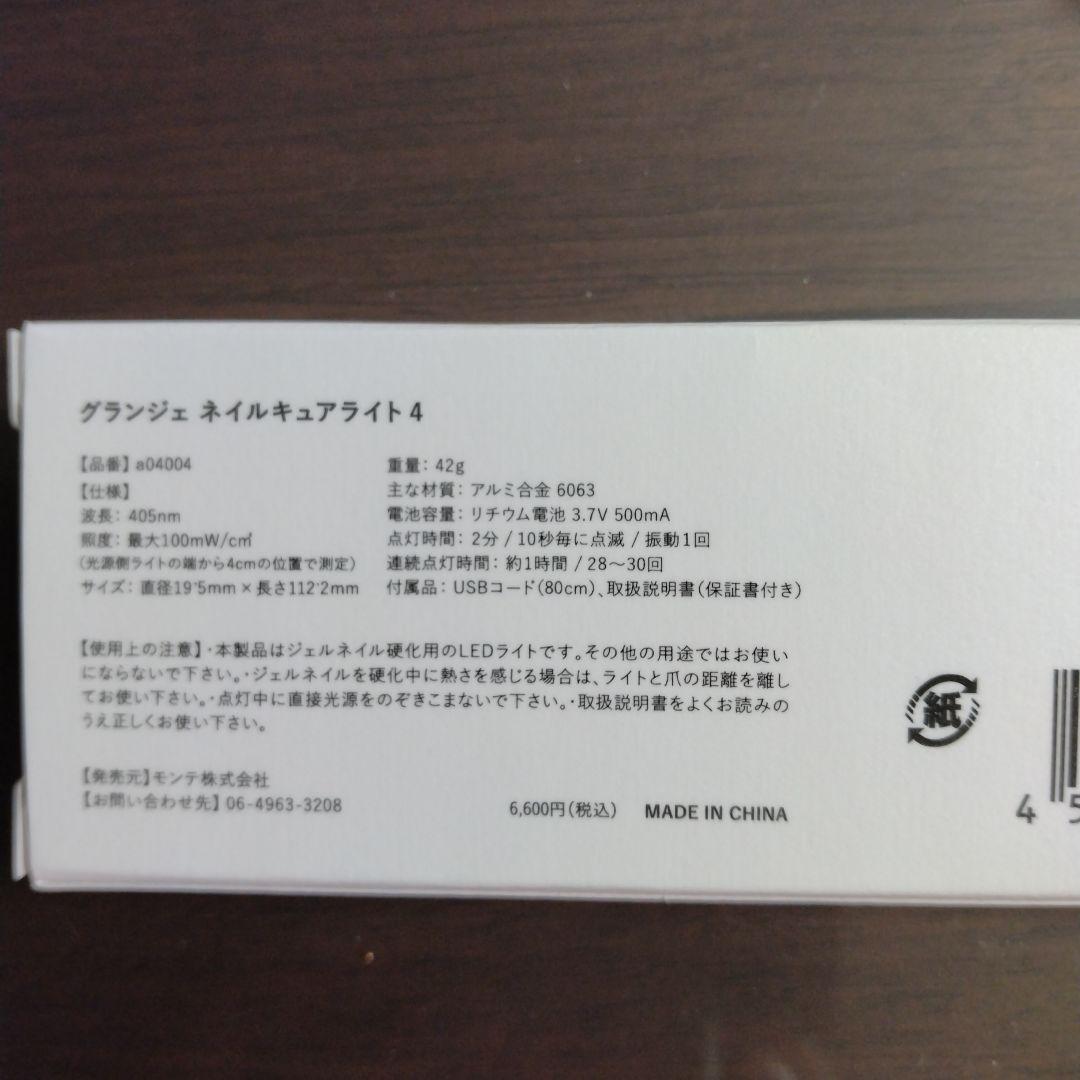 グランジェ ネイルキュアライト 4
【品番】 a04004
【仕様】
波長： 405nm
照度： 最大100mW/c㎡
（光源側ライトの端から4cmの位置で測定）
サイズ： 直径19˙5mm × 長さ112˙2mm
重量： 42g
主な材質： アルミ合金 6063
電池容量： リチウム電池 3.7V 500mA
点灯時間： 2分 / 10秒毎に点滅 / 振動1回
連続点灯時間： 約1時間 / 28～30回
付属品： USBコード（80cm）、取扱説明書（保証書付き）
【使用上の注意】・本製品はジェルネイル硬化用のLEDライトです。その他の用途ではお使い
にならないで下さい。・ジェルネイルを硬化中に熱さを感じる場合は、ライトと爪の距離を離し
てお使い下さい。・点灯中に直接光源をのぞきこまないで下さい。・取扱説明書をよくお読みの
うえ正しくお使い下さい。
【発売元】モンテ株式会社
【お問い合わせ先】 06-4963-3208
6,600円（税込） MADE IN CHINA
紙
4 5